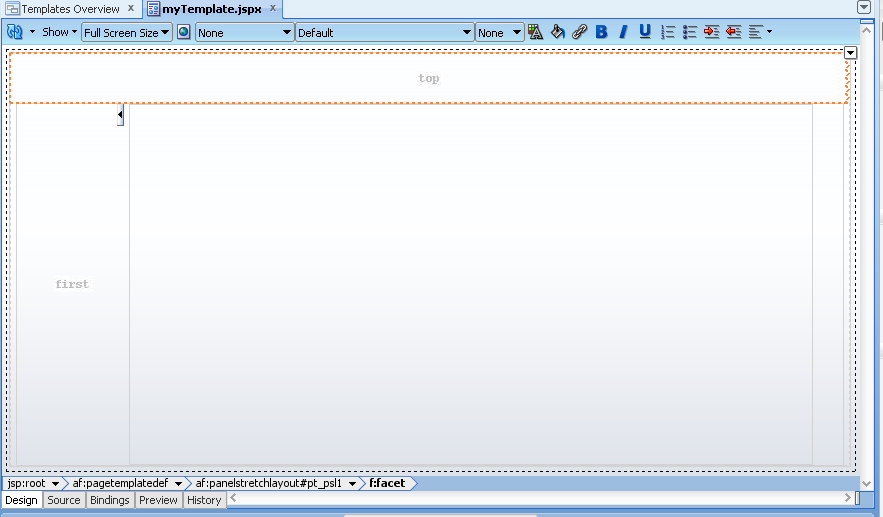 Templates Overview x myTemplate.jspx x
Show Full Screen Size None Default None A B I U
top
first
jsp:root af:pagetemplatedef af:panelstretchlayout#pt_psl1 f:facet
Design Source Bindings Preview History